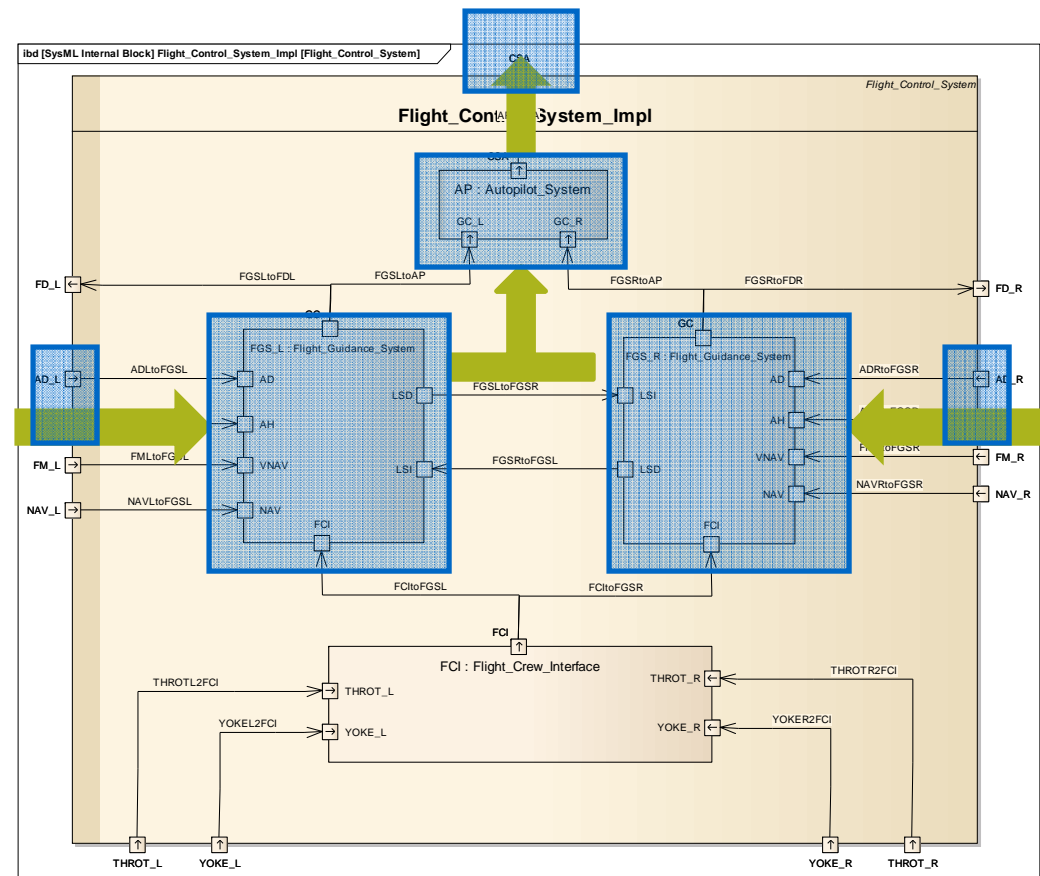 ibd [SysML Internal Block] Flight_Control_System_Impl [Flight_Control_System]
CSA
Flight_Control_System
CSA
AP : Autopilot_System
GC_L
GC_R
FGSLtoFDL
FGSLtoAP
FGSRtoAP
FGSRtoFDR
FD_L
FD_R
GC
GC
FGS_L : Flight_Guidance_System
FGS_R : Flight_Guidance_System
AD_L
ADLtoFGSL
AD
LSD
FGSLtoFGSR
LSI
AD
ADRtoFGSR
AD_R
AH
AH
FM_L
FMLtoFGSL
VNAV
LSI
FGSRtoFGSL
LSD
VNAV
FM_R
NAV_L
NAVLtoFGSL
NAV
NAV
NAVRtoFGSR
NAV_R
FCI
FCI
FCItoFGSL
FCItoFGSR
FCI
FCI : Flight_Crew_Interface
THROTL2FCI
THROT_L
THROT_R
THROTR2FCI
YOKEL2FCI
YOKE_L
YOKE_R
YOKER2FCI
THROT_L
YOKE_L
YOKE_R
THROT_R